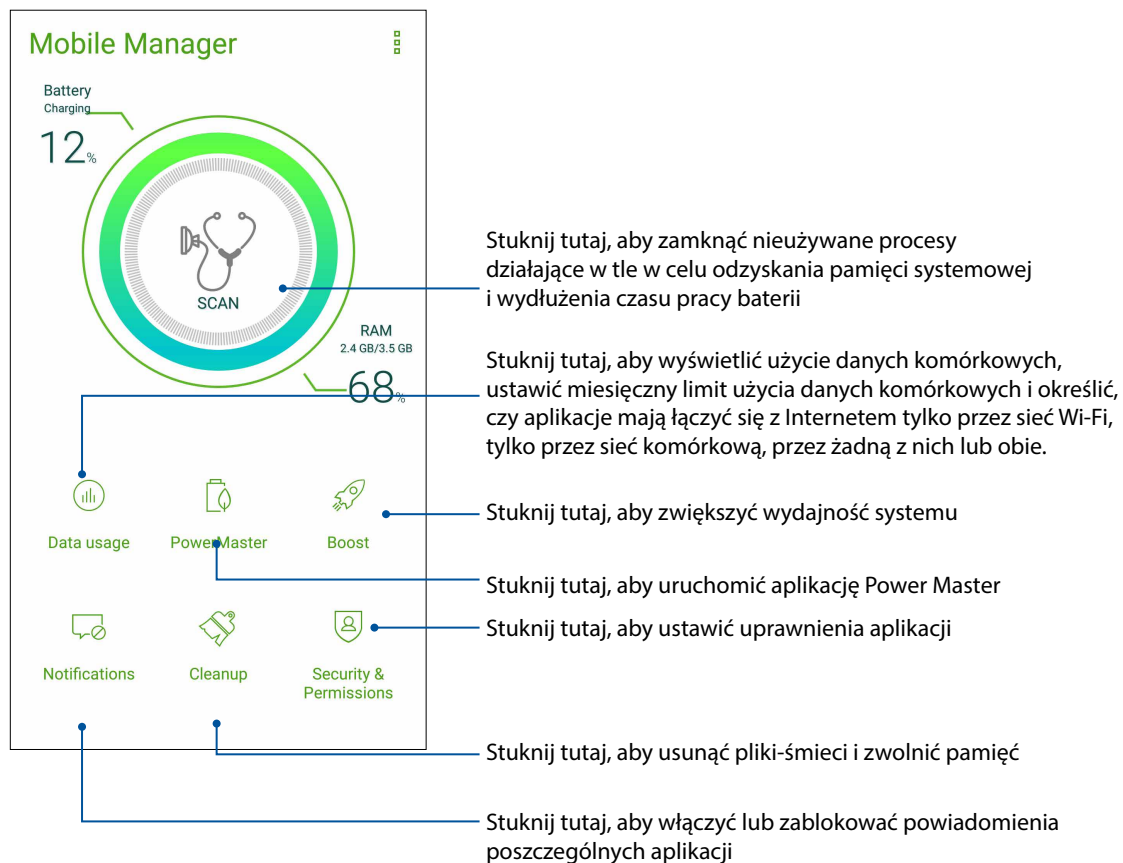 Mobile Manager
Battery
Charging
12%
SCAN
RAM
2.4 GB/3.5 GB
68%
Data usage
PowerMaster
Boost
Notifications
Cleanup
Security &
Permissions
Stuknij tutaj, aby zamknąć nieużywane procesy
działające w tle w celu odzyskania pamięci systemowej
i wydłużenia czasu pracy baterii
Stuknij tutaj, aby wyświetlić użycie danych komórkowych,
ustawić miesięczny limit użycia danych komórkowych i określić,
czy aplikacje mają łączyć się z Internetem tylko przez sieć Wi-Fi,
tylko przez sieć komórkową, przez żadną z nich lub obie.
Stuknij tutaj, aby zwiększyć wydajność systemu
Stuknij tutaj, aby uruchomić aplikację Power Master
Stuknij tutaj, aby ustawić uprawnienia aplikacji
Stuknij tutaj, aby usunąć pliki-śmieci i zwolnić pamięć
Stuknij tutaj, aby włączyć lub zablokować powiadomienia
poszczególnych aplikacji